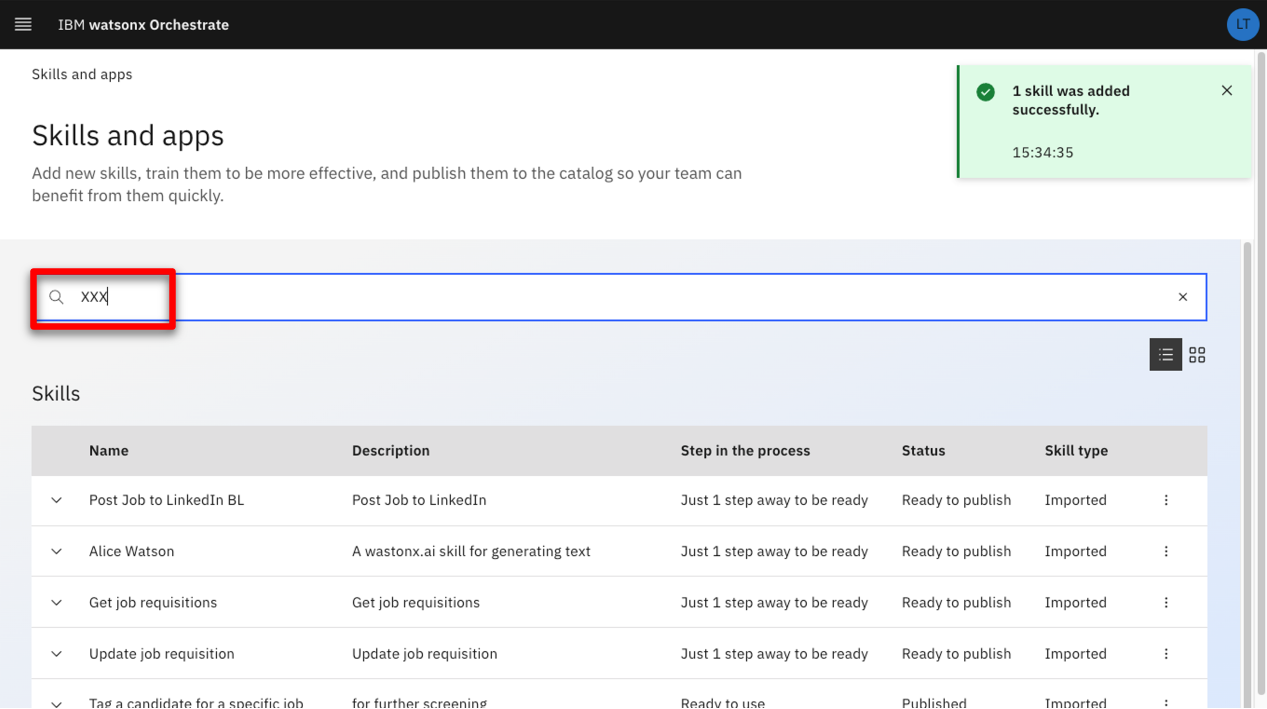 IBM watsonx Orchestrate
LT
Skills and apps
1 skill was added
successfully.
15:34:35
Skills and apps
Add new skills, train them to be more effective, and publish them to the catalog so your team can
benefit from them quickly.
XXX
Skills
Name Description Step in the process Status Skill type
Post Job to LinkedIn BL Post Job to LinkedIn Just 1 step away to be ready Ready to publish Imported
Alice Watson A wastonx.ai skill for generating text Just 1 step away to be ready Ready to publish Imported
Get job requisitions Get job requisitions Just 1 step away to be ready Ready to publish Imported
Update job requisition Update job requisition Just 1 step away to be ready Ready to publish Imported
Tag a candidate for a specific job for further screening Ready to use Published Imported